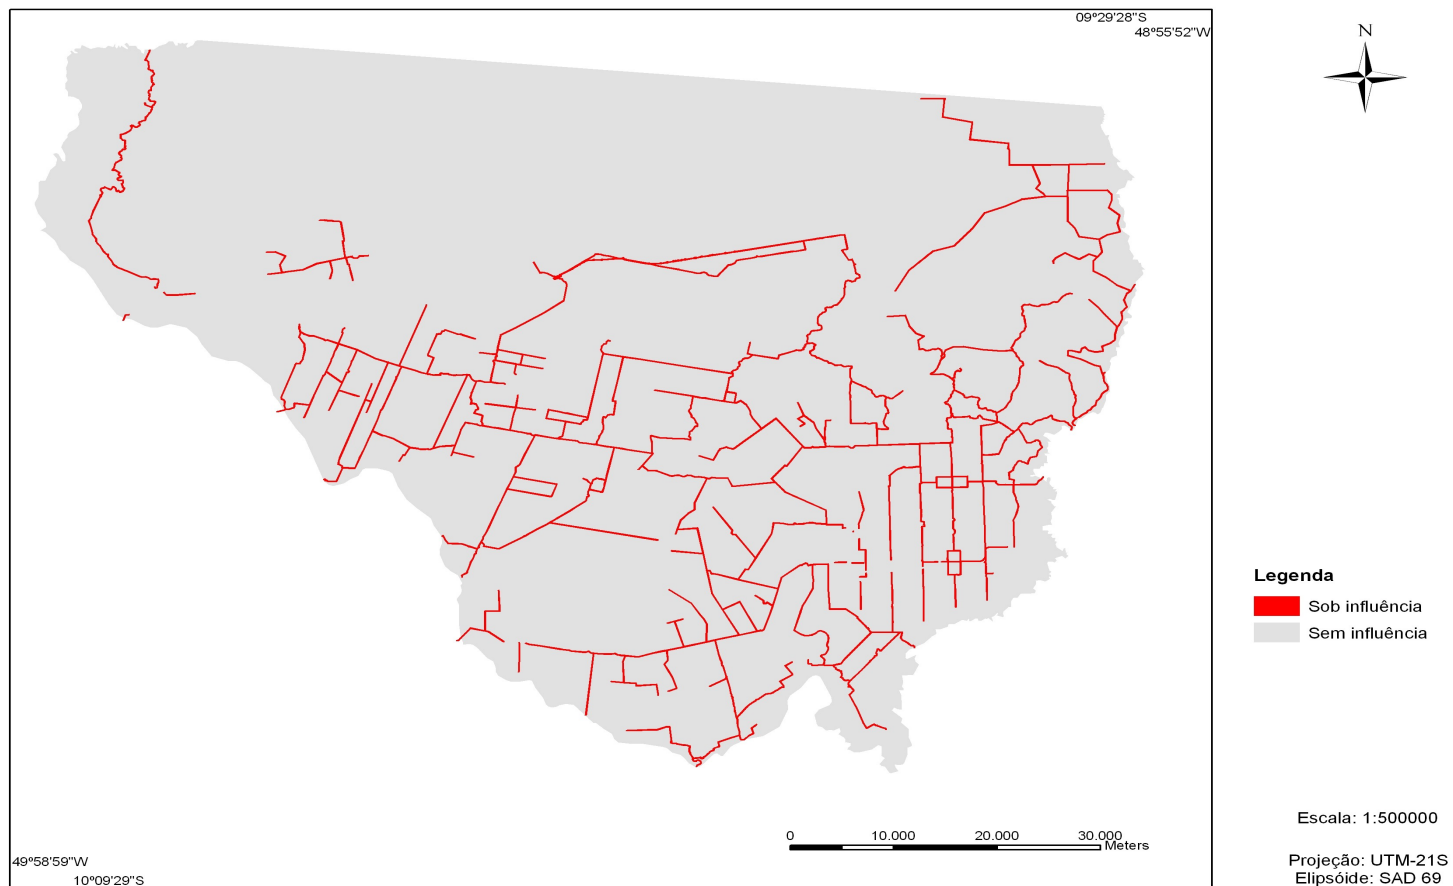 09º29'28"S
48º55'52"W
N
Legenda
Sob influência
Sem influência
0 10.000 20.000 30.000
Meters
Escala: 1:500000
49º58'59"W
10º09'29"S
Projeção: UTM-21S
Elipsóide: SAD 69